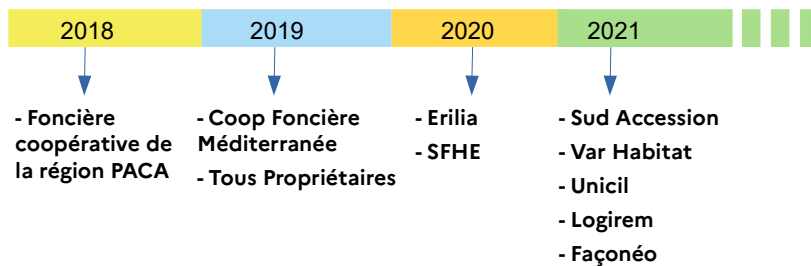 2018
2019
2020
2021
- Foncière
coopérative de
la région PACA
- Coop Foncière
Méditerranée
- Tous Propriétaires
- Erilia
- SFHE
- Sud Accession
- Var Habitat
- Unicil
- Logirem
- Façonéo